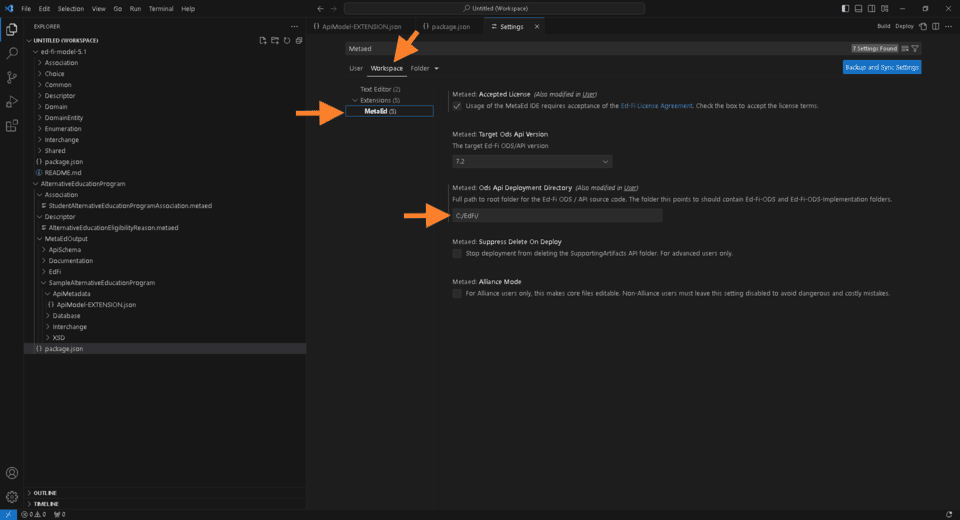 File Edit Selection View Go Run Terminal Help
Untitled (Workspace)
EXPLORER
UNTITLED (WORKSPACE)
ed-fi-model-5.1
Association
Choice
Common
Descriptor
Domain
DomainEntity
Enumeration
Interchange
Shared
package.json
README.md
AlternativeEducationProgram
Association
StudentAlternativeEducationProgramAssociation.metaed
Descriptor
AlternativeEducationEligibilityReason.metaed
MetaEdOutput
ApiSchema
Documentation
EdFi
SampleAlternativeEducationProgram
ApiMetadata
{} ApiModel-EXTENSION.json
Database
Interchange
XSD
{} package.json
OUTLINE
TIMELINE
0 0 0
{} ApiModel-EXTENSION.json {} package.json Settings
Build Deploy
Metaed
7 Settings Found
User Workspace Folder
Backup and Sync Settings
Text Editor (2)
Extensions (5)
MetaEd (5)
Metaed: Accepted License (Also modified in User)
Usage of the MetaEd IDE requires acceptance of the Ed-Fi License Agreement. Check the box to accept the license terms.
Metaed: Target Ods Api Version
The target Ed-Fi ODS/API version
7.2
Metaed: Ods Api Deployment Directory (Also modified in User)
Full path to root folder for the Ed-Fi ODS / API source code. The folder this points to should contain Ed-Fi-ODS and Ed-Fi-ODS-Implementation folders.
C:/EdFi/
Metaed: Suppress Delete On Deploy
Stop deployment from deleting the SupportingArtifacts API folder. For advanced users only.
Metaed: Alliance Mode
For Alliance users only, this makes core files editable. Non-Alliance users must leave this setting disabled to avoid dangerous and costly mistakes.